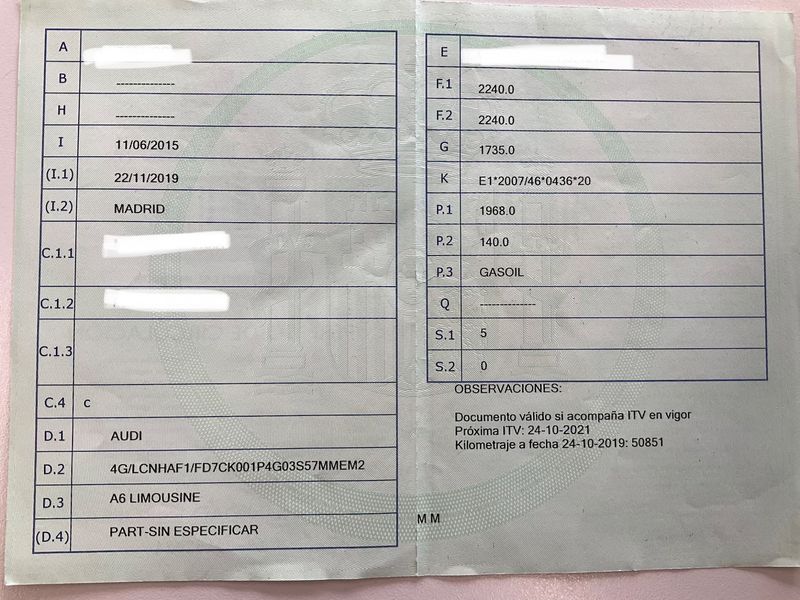 A
B --------------
H --------------
I 11/06/2015
(I.1) 22/11/2019
(I.2) MADRID
C.1.1
C.1.2
C.1.3
C.4 c
D.1 AUDI
D.2 4G/LCNHAF1/FD7CK001P4G03S57MMEM2
D.3 A6 LIMOUSINE
(D.4) PART-SIN ESPECIFICAR
E
F.1 2240.0
F.2 2240.0
G 1735.0
K E1*2007/46*0436*20
P.1 1968.0
P.2 140.0
P.3 GASOIL
Q --------------
S.1 5
S.2 0
OBSERVACIONES:
Documento válido si acompaña ITV en vigor
Próxima ITV: 24-10-2021
Kilometraje a fecha 24-10-2019: 50851
M M